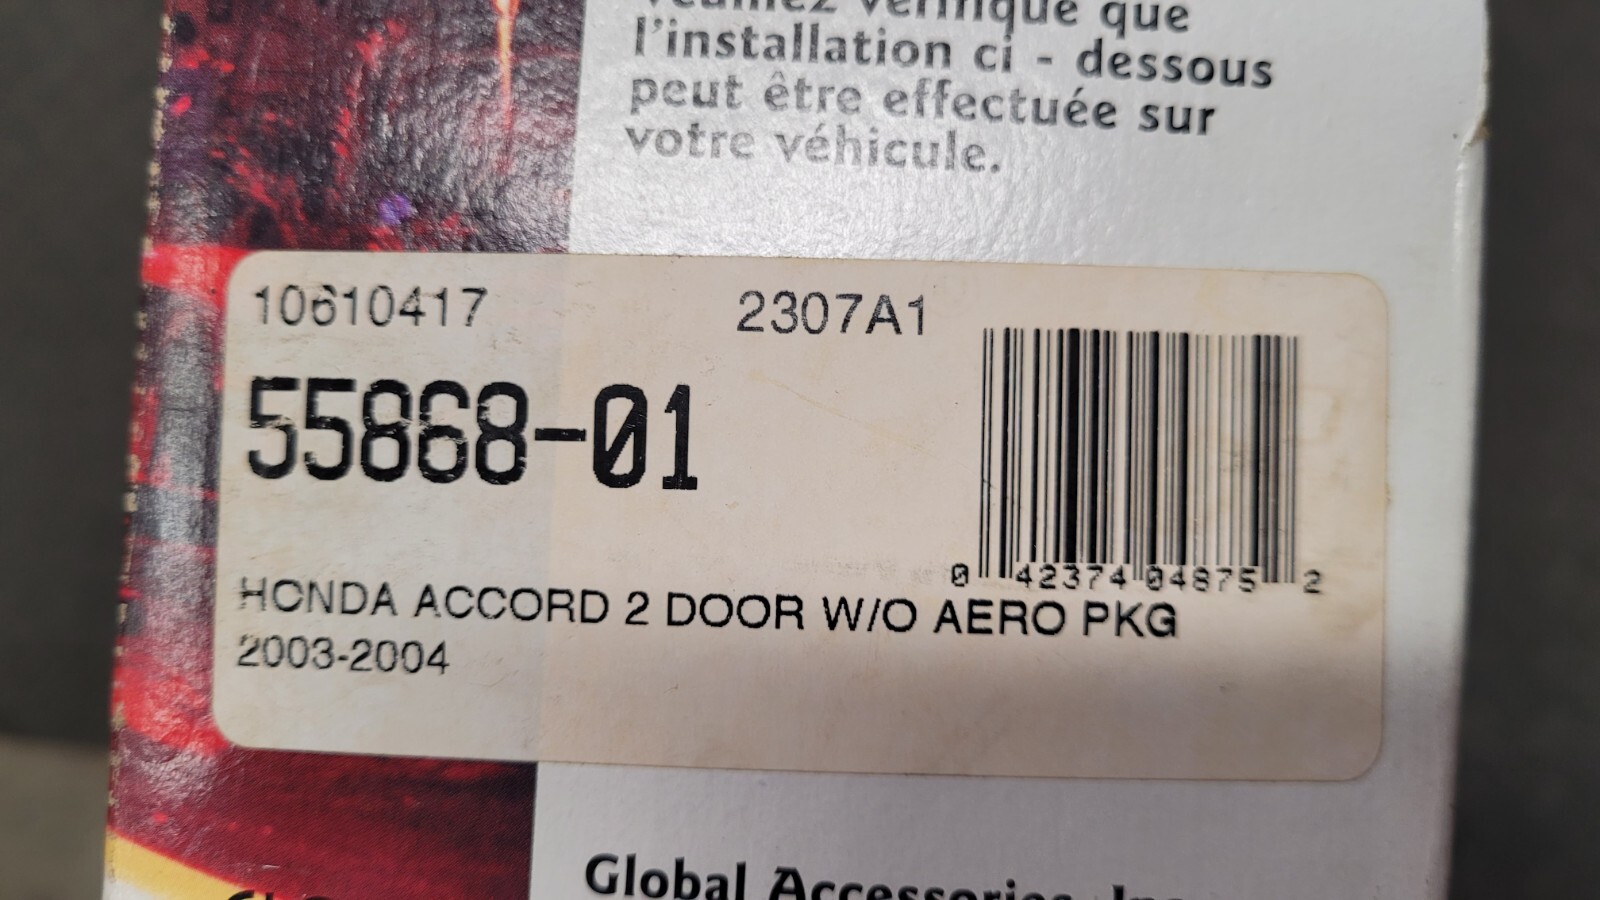 que
l'installation ci - dessous
peut être effectuée sur
votre véhicule.
10610417 2307A1
55868-01
0 42374 04875 2
HONDA ACCORD 2 DOOR W/O AERO PKG
2003-2004
Global Accessories, Inc.